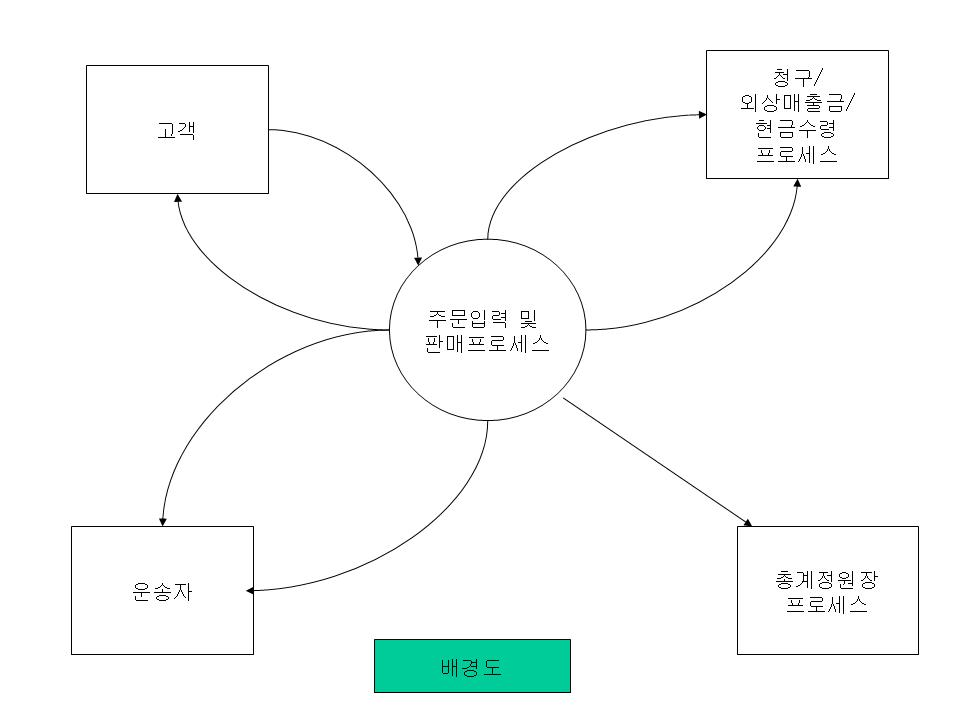 고객
청구/
외상매출금/
현금수령
프로세스
주문입력 및
판매프로세스
운송자
총계정원장
프로세스
배경도